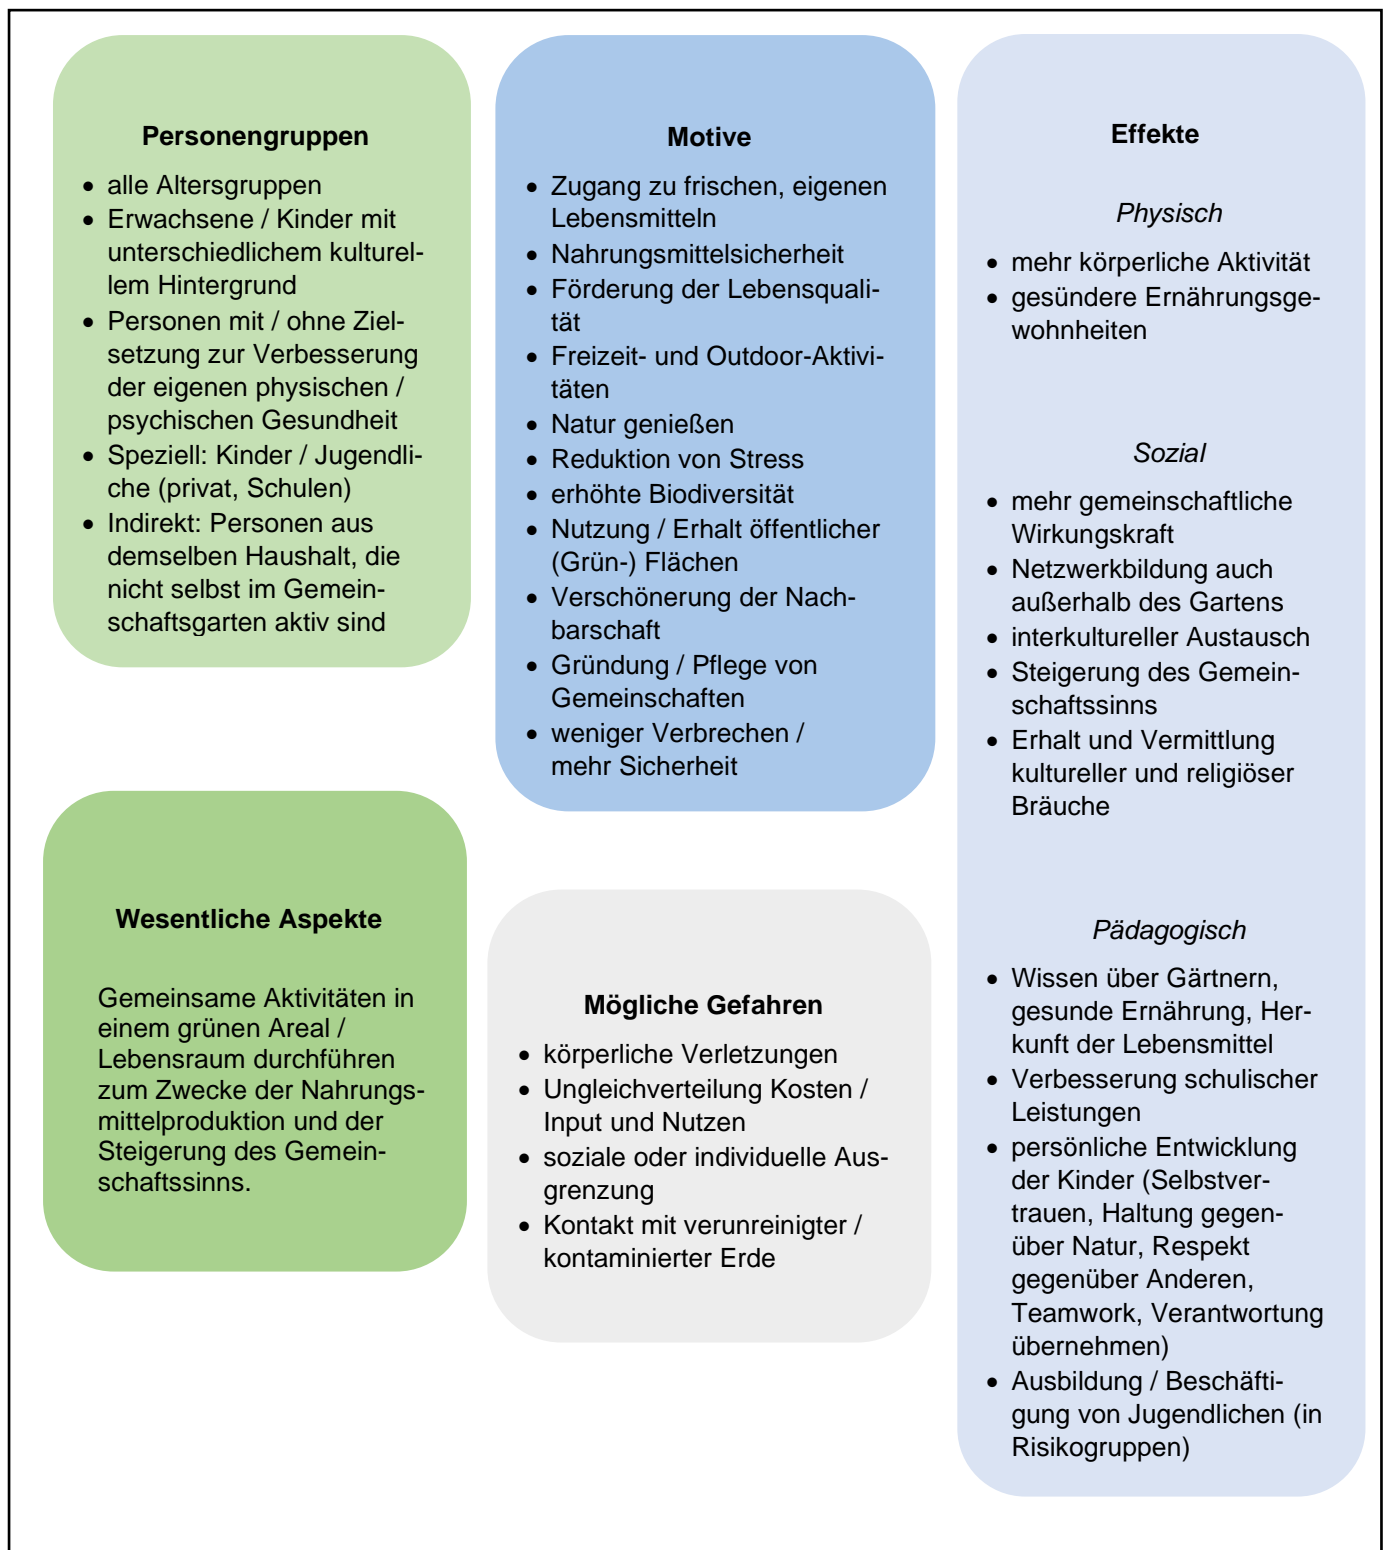 Personengruppen
• alle Altersgruppen
• Erwachsene / Kinder mit
unterschiedlichem kulturel-
lem Hintergrund
• Personen mit / ohne Ziel-
setzung zur Verbesserung
der eigenen physischen /
psychischen Gesundheit
• Speziell: Kinder / Jugendli-
che (privat, Schulen)
• Indirekt: Personen aus
demselben Haushalt, die
nicht selbst im Gemein-
schaftsgarten aktiv sind
Wesentliche Aspekte
Gemeinsame Aktivitäten in
einem grünen Areal /
Lebensraum durchführen
zum Zwecke der Nahrungs-
mittelproduktion und der
Steigerung des Gemein-
schaftssinns.
Motive
• Zugang zu frischen, eigenen
Lebensmitteln
• Nahrungsmittelsicherheit
• Förderung der Lebensquali-
tät
• Freizeit- und Outdoor-Aktivi-
täten
• Natur genießen
• Reduktion von Stress
• erhöhte Biodiversität
• Nutzung / Erhalt öffentlicher
(Grün-) Flächen
• Verschönerung der Nach-
barschaft
• Gründung / Pflege von
Gemeinschaften
• weniger Verbrechen /
mehr Sicherheit
Mögliche Gefahren
• körperliche Verletzungen
• Ungleichverteilung Kosten /
Input und Nutzen
• soziale oder individuelle Aus-
grenzung
• Kontakt mit verunreinigter /
kontaminierter Erde
Effekte
Physisch
• mehr körperliche Aktivität
• gesündere Ernährungsge-
wohnheiten
Sozial
• mehr gemeinschaftliche
Wirkungskraft
• Netzwerkbildung auch
außerhalb des Gartens
• interkultureller Austausch
• Steigerung des Gemein-
schaftssinns
• Erhalt und Vermittlung
kultureller und religiöser
Bräuche
Pädagogisch
• Wissen über Gärtnern,
gesunde Ernährung, Her-
kunft der Lebensmittel
• Verbesserung schulischer
Leistungen
• persönliche Entwicklung
der Kinder (Selbstver-
trauen, Haltung gegen-
über Natur, Respekt
gegenüber Anderen,
Teamwork, Verantwortung
übernehmen)
• Ausbildung / Beschäfti-
gung von Jugendlichen (in
Risikogruppen)